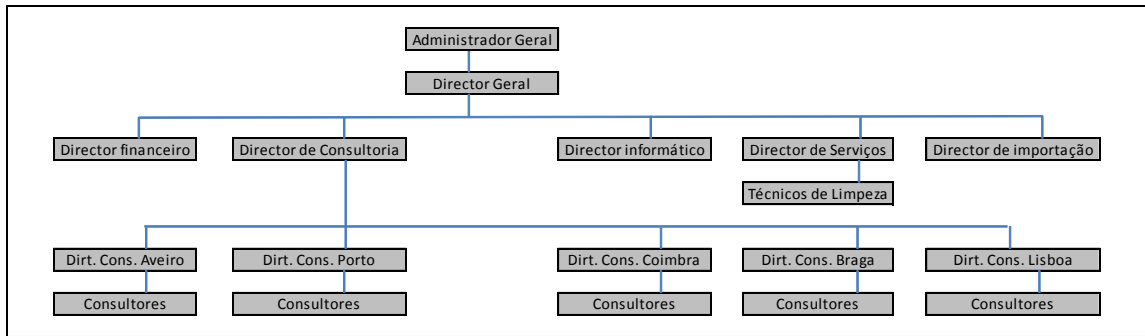 Administrador Geral
Director Geral
Director financeiro
Director de Consultoria
Director informático
Director de Serviços
Director de importação
Técnicos de Limpeza
Dirt. Cons. Aveiro
Dirt. Cons. Porto
Dirt. Cons. Coimbra
Dirt. Cons. Braga
Dirt. Cons. Lisboa
Consultores
Consultores
Consultores
Consultores
Consultores